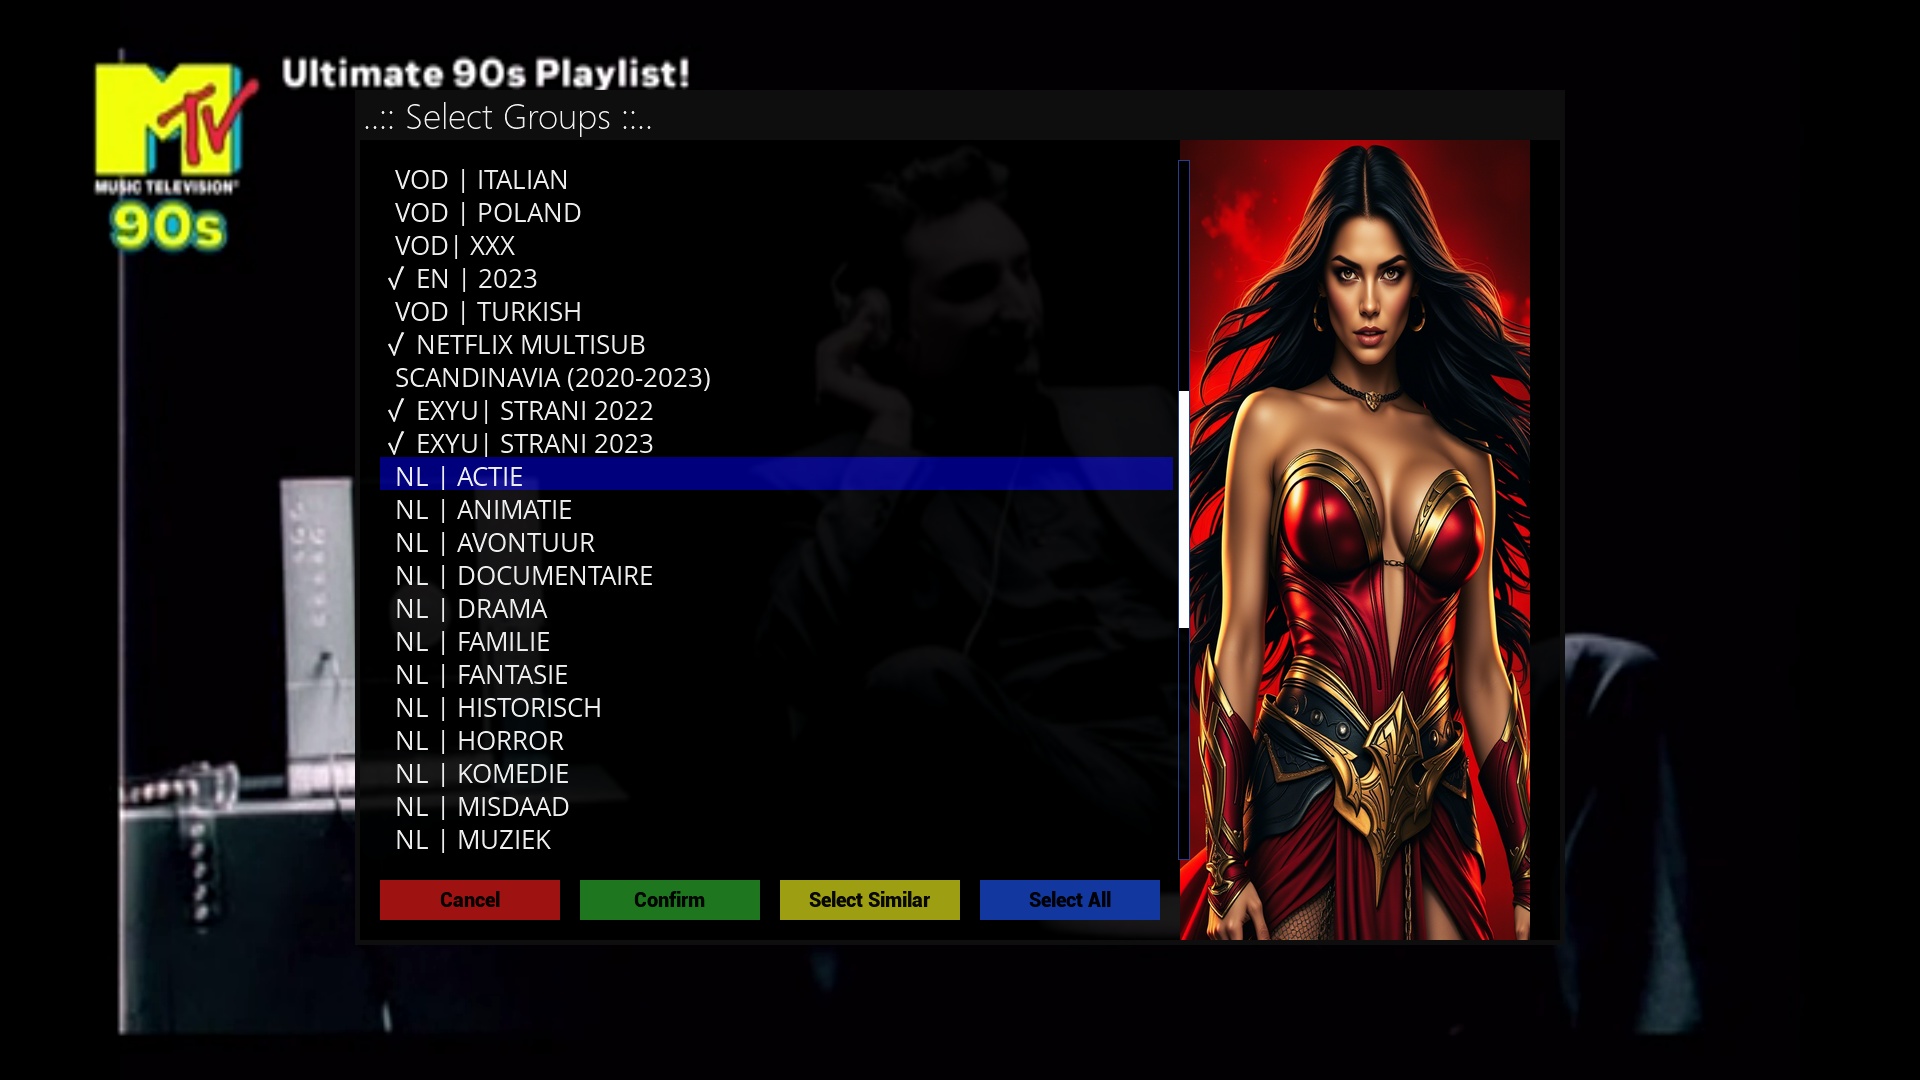 Ultimate 90s Playlist!
MTV
MUSIC TELEVISION®
90s
..:: Select Groups ::..
VOD | ITALIAN
VOD | POLAND
VOD| XXX
√ EN | 2023
VOD | TURKISH
√ NETFLIX MULTISUB
SCANDINAVIA (2020-2023)
√ EXYU| STRANI 2022
√ EXYU| STRANI 2023
NL | ACTIE
NL | ANIMATIE
NL | AVONTUUR
NL | DOCUMENTAIRE
NL | DRAMA
NL | FAMILIE
NL | FANTASIE
NL | HISTORISCH
NL | HORROR
NL | KOMEDIE
NL | MISDAAD
NL | MUZIEK
Cancel
Confirm
Select Similar
Select All